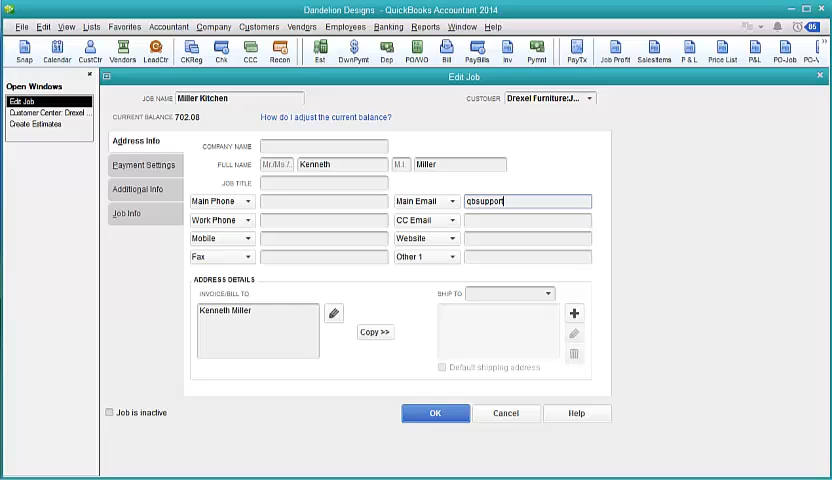 Dandelion Designs - QuickBooks Accountant 2014
File Edit View Lists Favorites Accountant Company Customers Vendors Employees Banking Reports Window Help
05
Snap Calendar CustCtr Vendors LeadCtr CKReg Chk CCC Recon Est DwnPymt Dep PO/WO Bill PayBills Inv Pymnt PayTx Job Profit SalesItems P & L Price List P&L PO-Job PO-V
Open Windows
Edit Job
Customer Center: Drexel ...
Create Estimates
Edit Job
JOB NAME Miller Kitchen CUSTOMER Drexel Furniture:J...
CURRENT BALANCE 702.08 How do I adjust the current balance?
Address Info
Payment Settings
Additional Info
Job Info
COMPANY NAME
FULL NAME Mr./Ms./.. Kenneth M.I. Miller
JOB TITLE
Main Phone Main Email qbsupport
Work Phone CC Email
Mobile Website
Fax Other 1
ADDRESS DETAILS
INVOICE/BILL TO SHIP TO
Kenneth Miller
Copy >>
Default shipping address
Job is inactive OK Cancel Help